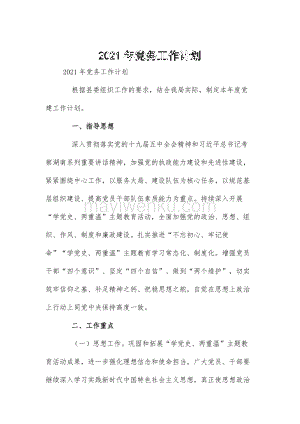 2021年党务工作计划
2021 年党务工作计划
根据县委组织工作的要求，结合我局实际，制定本年度党
建工作计划。
一、指导思想
深入贯彻落实党的十九届五中全会精神和习近平总书记考
察湖南系列重要讲话精神，加强党的执政能力建设和先进性建设，
紧紧围绕中心工作，以服务大局、建设队伍为核心任务，以规范基
层组织建设、提高党员干部队伍素质能力为重点。持续深入开展
“学党史、两重温”主题教育活动，全面加强党的政治、思想、组
织、作风、制度和廉政建设。扎实推进“不忘初心、牢记使
命”“学党史、两重温”主题教育学习常态化、制度化。增强党员
干部“四个意识”、坚定“四个自信”、做到“两个维护”，切实
筑牢信仰之基、补足精神之钙、把稳思想之舵，自觉在思想上政治
上行动上同党中央保持高度一致。
二、工作重点
（一）思想工作。巩固和拓展“学党史、两重温”主题教
育活动成果，进一步强化理想信念和使命担当。广大党员、干部要
继续深入学习实践新时代中国特色社会主义思想，真正使思想政治